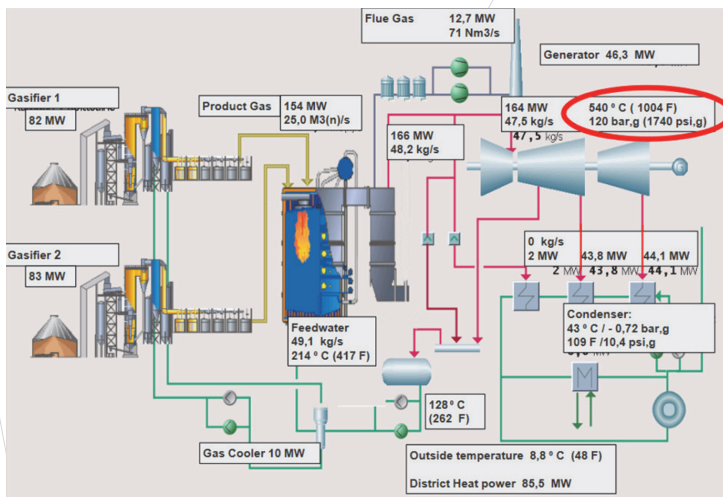 Flue Gas 12,7 MW
71 Nm3/s
Generator 46,3 MW
Gasifier 1
82 MW
Product Gas
154 MW
25,0 M3(n)/s
166 MW
48,2 kg/s
164 MW
47,5 kg/s
47,5 kg/s
540 º C ( 1004 F)
120 bar,g (1740 psi,g)
Gasifier 2
83 MW
0 kg/s
2 MW 43,8 MW 44,1 MW
2 MW 43,8 MW 44,1 MW
Feedwater
49,1 kg/s
214 º C (417 F)
Condenser:
43 º C / - 0,72 bar,g
109 F /10,4 psi,g
M
128 º C
(262 F)
Gas Cooler 10 MW
Outside temperature 8,8 º C (48 F)
District Heat power 85,5 MW